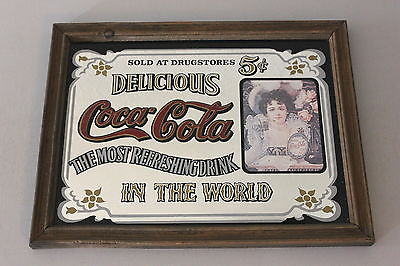 SOLD AT DRUGSTORES 5¢
DELICIOUS
Coca-Cola
THE MOST REFRESHING DRINK
IN THE WORLD